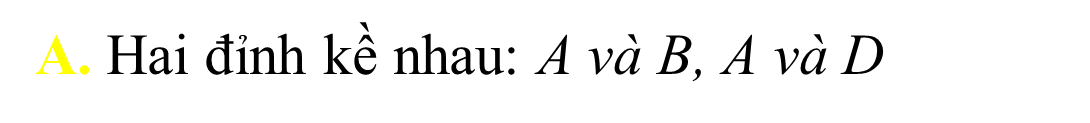 A. Hai đỉnh kề nhau: A và B, A và D